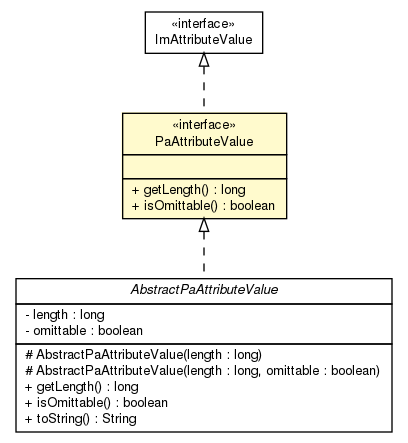 «interface»
ImAttributeValue
«interface»
PaAttributeValue
+ getLength() : long
+ isOmittable() : boolean
AbstractPaAttributeValue
- length : long
- omittable : boolean
# AbstractPaAttributeValue(length : long)
# AbstractPaAttributeValue(length : long, omittable : boolean)
+ getLength() : long
+ isOmittable() : boolean
+ toString() : String